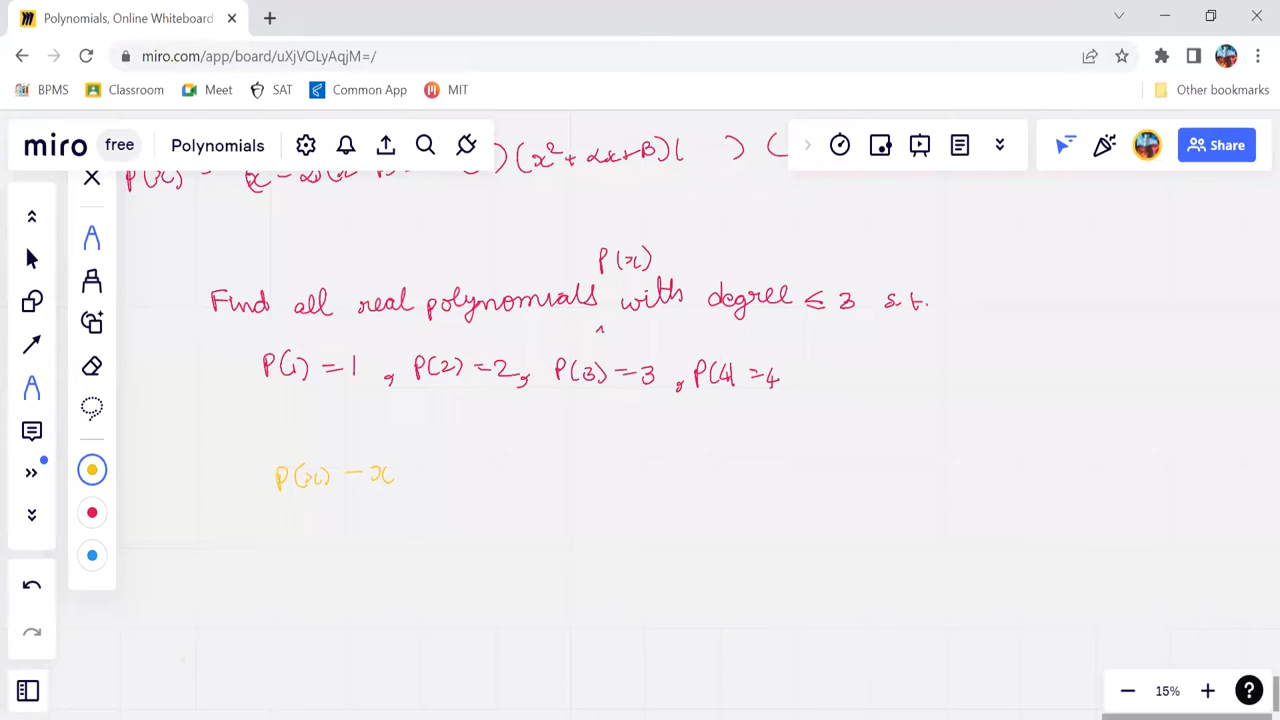 Polynomials, Online Whiteboard
miro.com/app/board/uXjVOLyAqjM=/
BPMS Classroom Meet SAT Common App MIT Other bookmarks
miro free Polynomials Share
) (x² + αx + β) ( ) (
P(x)
P(x)
Find all real polynomials with degree ≤ 3 s.t.
^
P(1) = 1 , P(2) = 2, P(3) = 3 , P(4) = 4
P(x) - x
15%
?